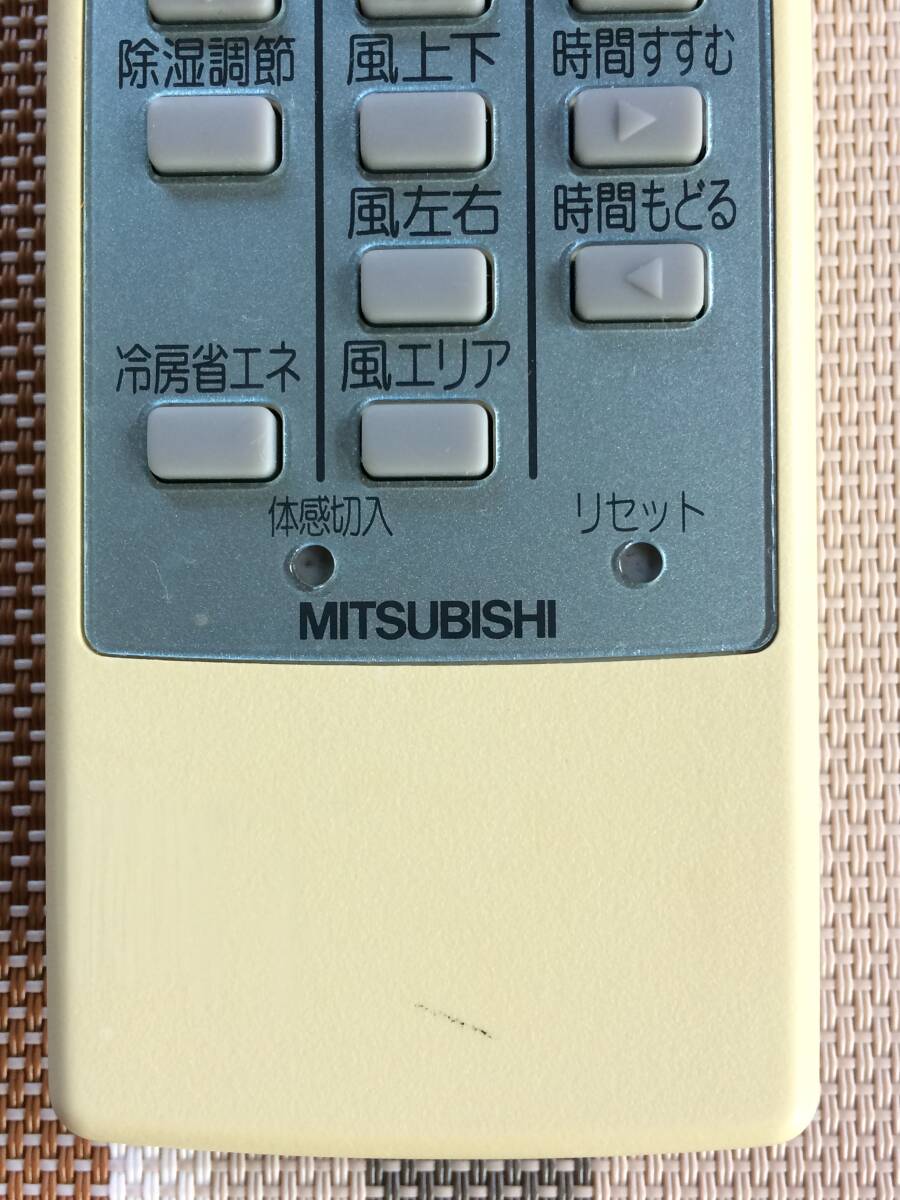 除湿調節 風上下 時間すすむ
風左右 時間もどる
冷房省エネ 風エリア
体感切入 リセット
MITSUBISHI